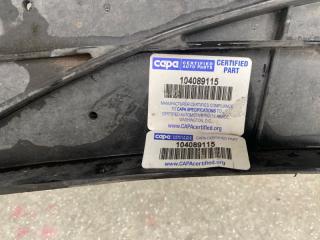 capa CERTIFIED
AUTO PARTS
CERTIFIED
PART
104089115
MANUFACTURER CERTIFIES COMPLIANCE
TO CAPA SPECIFICATIONS TO
CERTIFIED AUTOMOTIVE PARTS ASSOC.
WASHINGTON, D.C.
www.CAPAcertified.org
capa CAPA CERTIFIED PART
104089115
www.CAPAcertified.org